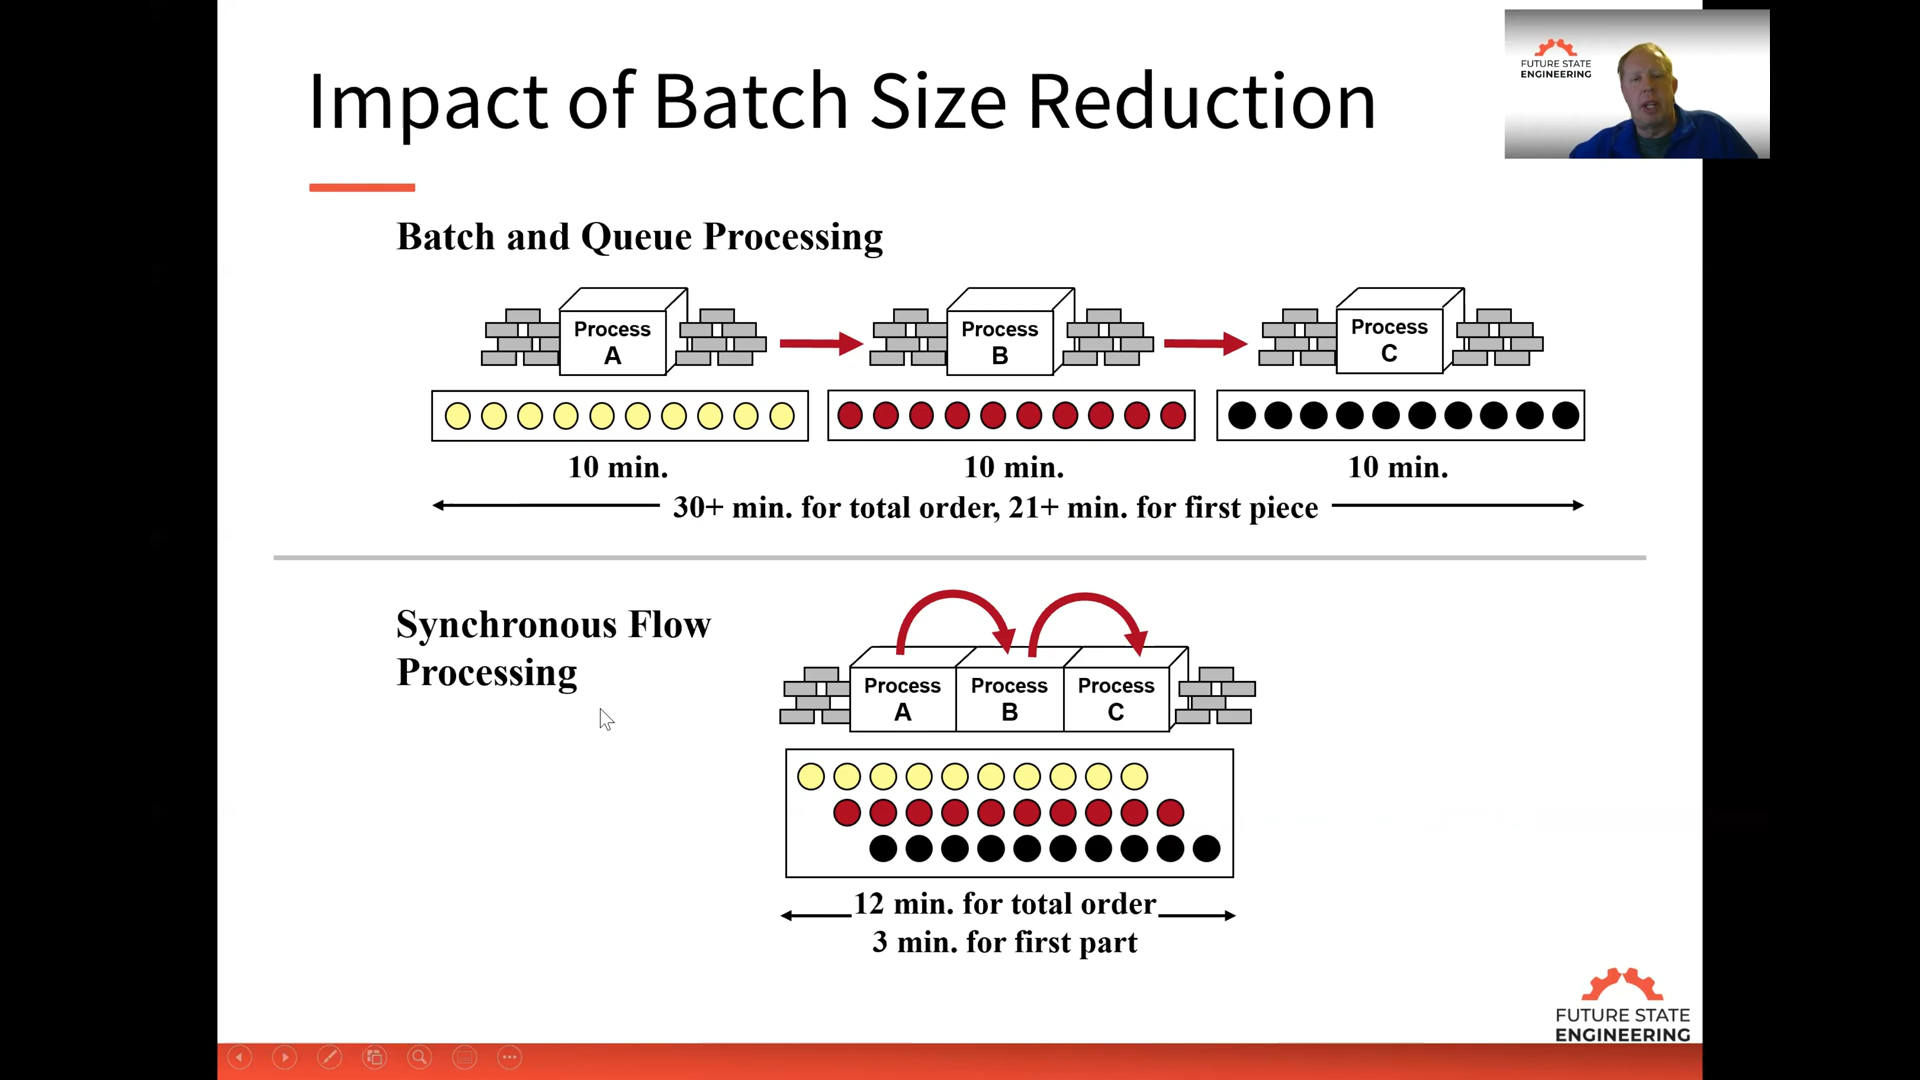 Impact of Batch Size Reduction
FUTURE STATE
ENGINEERING
Batch and Queue Processing
Process
A
Process
B
Process
C
10 min.
10 min.
10 min.
30+ min. for total order, 21+ min. for first piece
Synchronous Flow
Processing
Process
A
Process
B
Process
C
12 min. for total order
3 min. for first part
FUTURE STATE
ENGINEERING